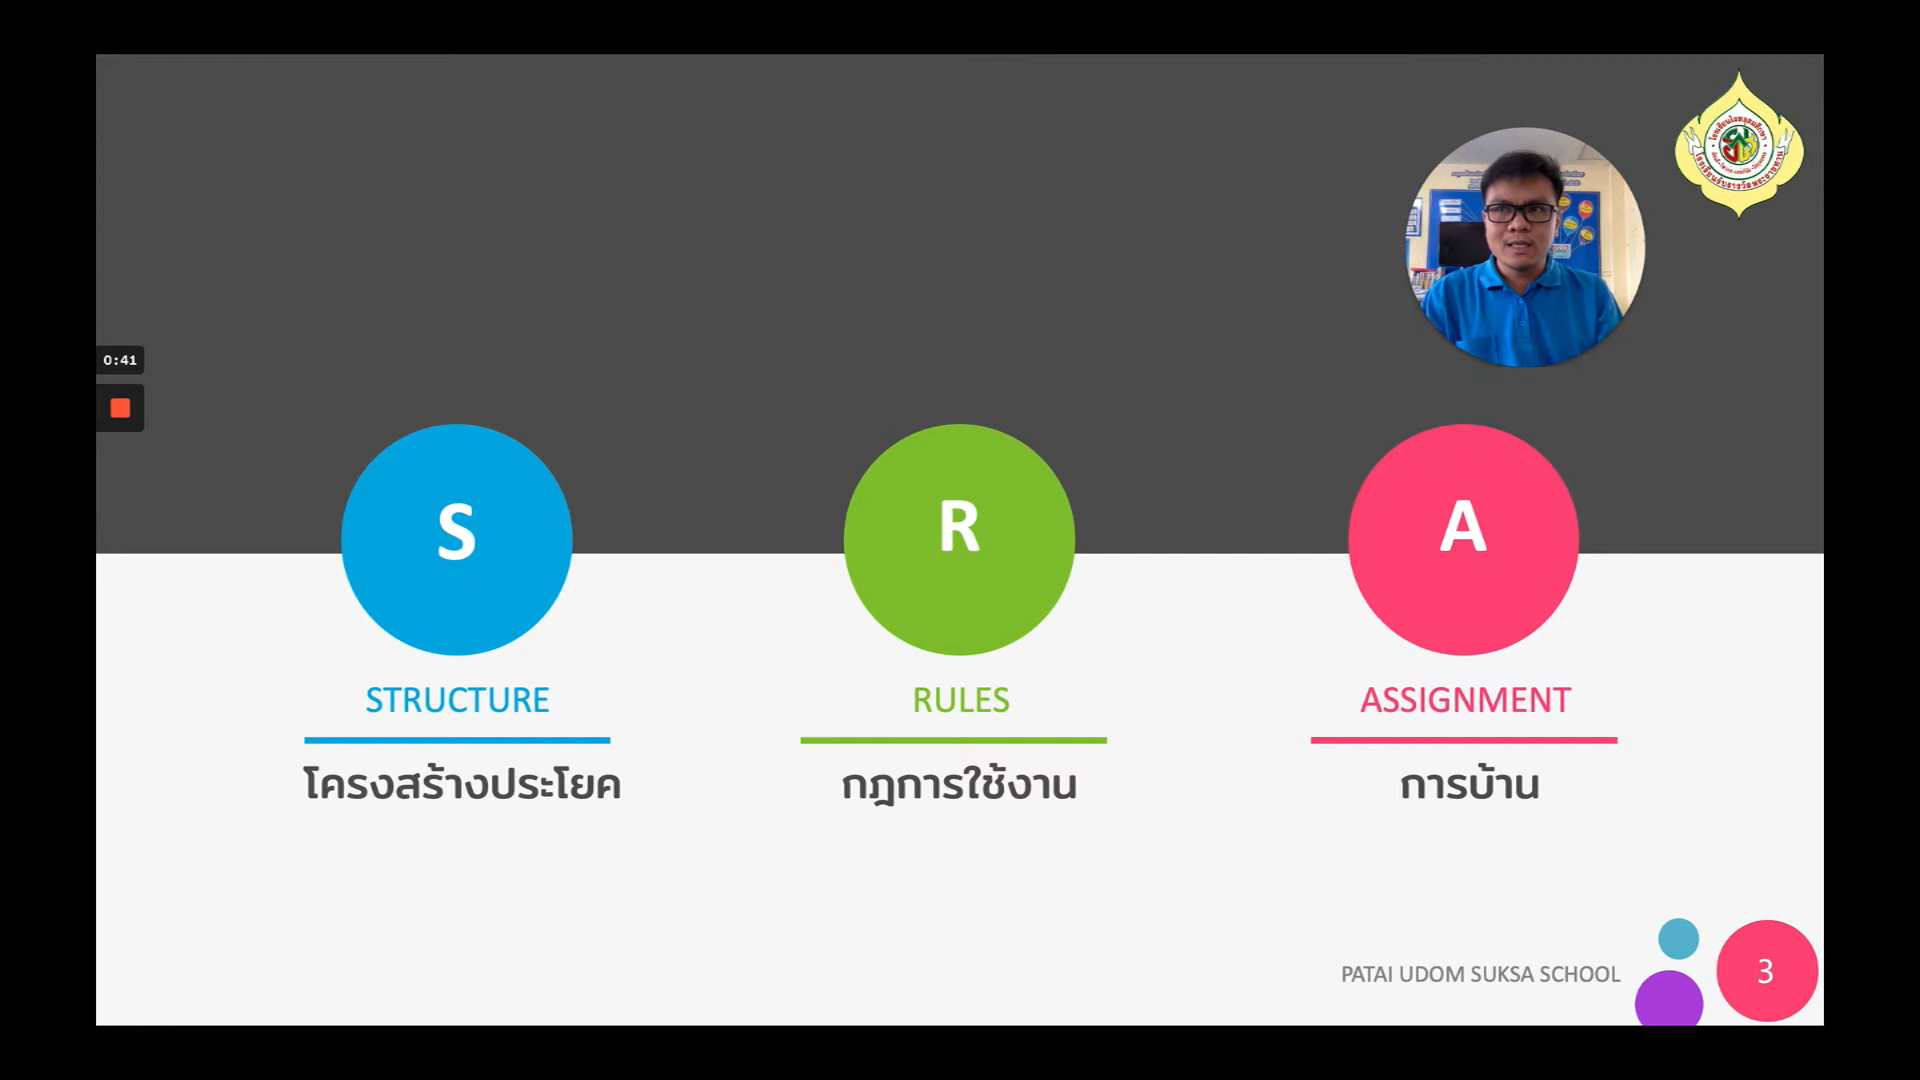 0:41
S
R
A
STRUCTURE
RULES
ASSIGNMENT
โครงสร้างประโยค
กฎการใช้งาน
การบ้าน
PATAI UDOM SUKSA SCHOOL
3